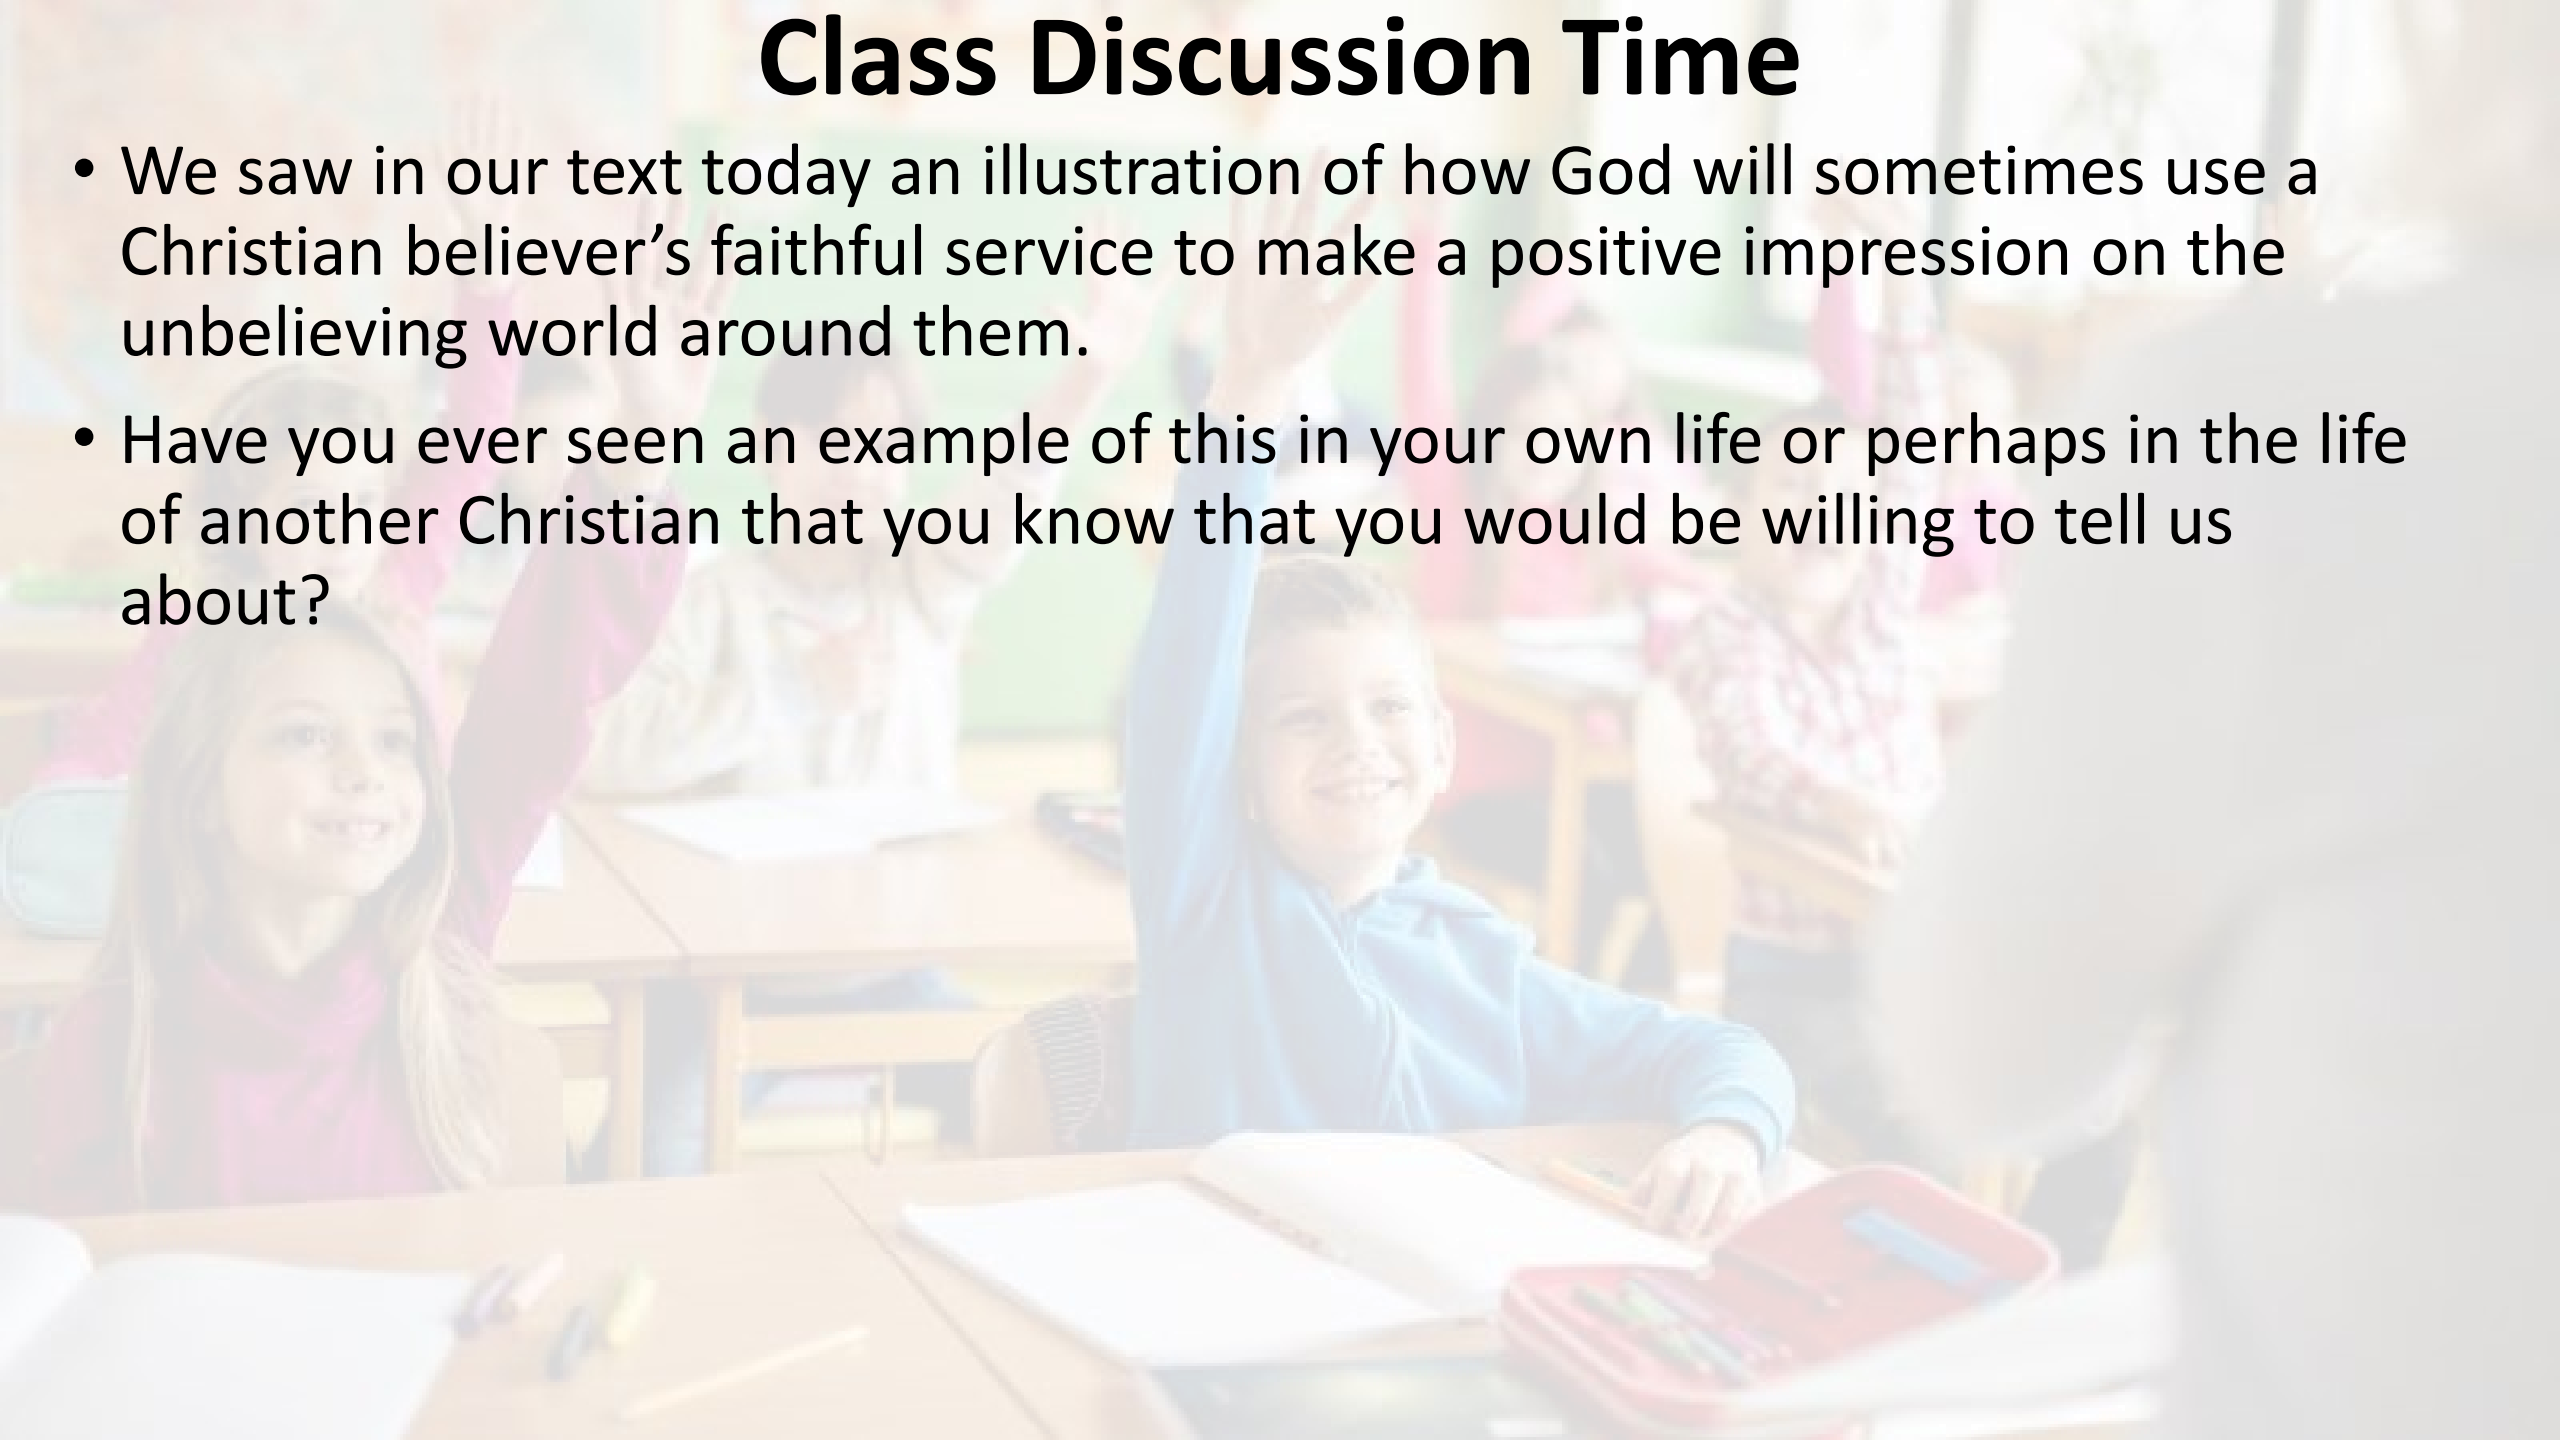 Class Discussion Time
• We saw in our text today an illustration of how God will sometimes use a
Christian believer’s faithful service to make a positive impression on the
unbelieving world around them.
• Have you ever seen an example of this in your own life or perhaps in the life
of another Christian that you know that you would be willing to tell us
about?